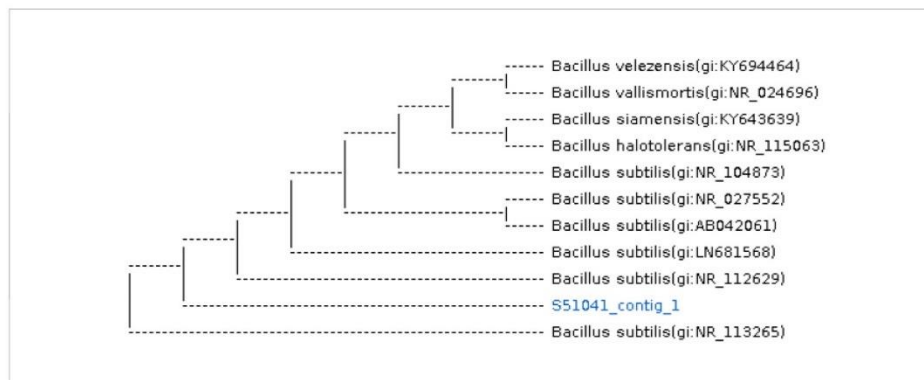 Bacillus velezensis(gi:KY694464)
Bacillus vallismortis(gi:NR_024696)
Bacillus siamensis(gi:KY643639)
Bacillus halotolerans(gi:NR_115063)
Bacillus subtilis(gi:NR_104873)
Bacillus subtilis(gi:NR_027552)
Bacillus subtilis(gi:AB042061)
Bacillus subtilis(gi:LN681568)
Bacillus subtilis(gi:NR_112629)
S51041_contig_1
Bacillus subtilis(gi:NR_113265)